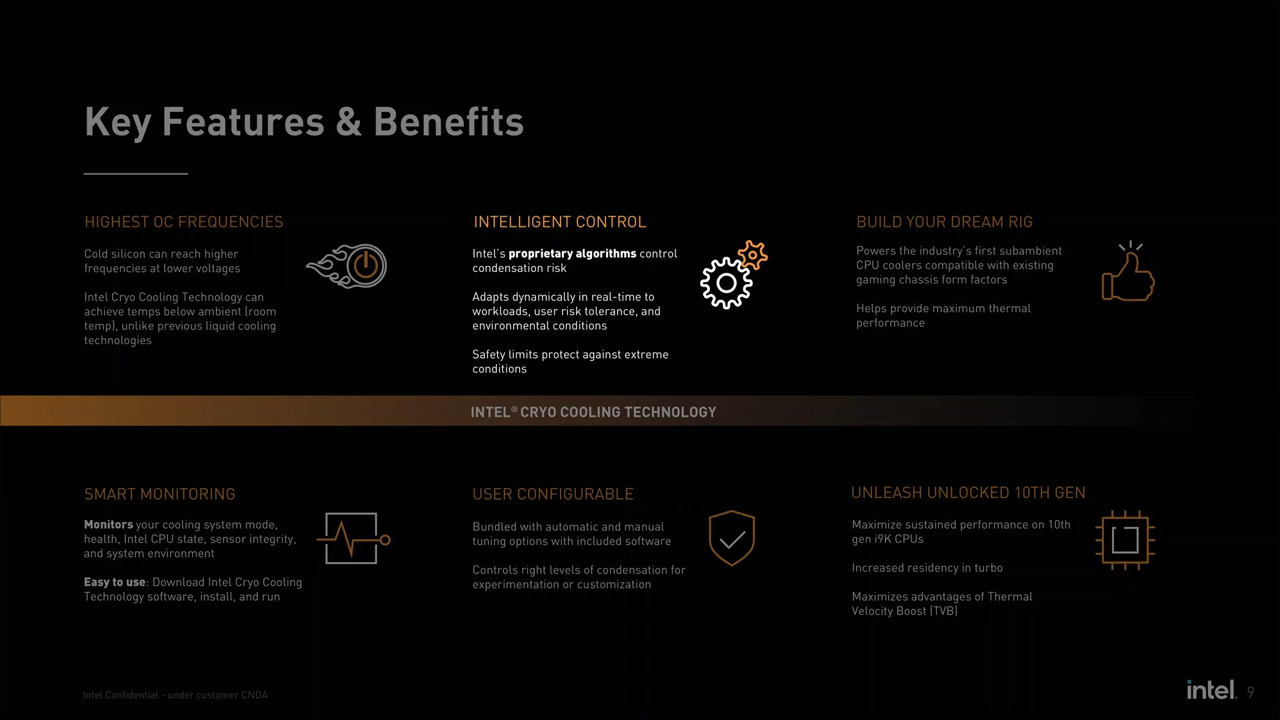 Key Features & Benefits
HIGHEST OC FREQUENCIES
Cold silicon can reach higher
frequencies at lower voltages
Intel Cryo Cooling Technology can
achieve temps below ambient (room
temp), unlike previous liquid cooling
technologies
INTELLIGENT CONTROL
Intel's proprietary algorithms control
condensation risk
Adapts dynamically in real-time to
workloads, user risk tolerance, and
environmental conditions
Safety limits protect against extreme
conditions
BUILD YOUR DREAM RIG
Powers the industry's first subambient
CPU coolers compatible with existing
gaming chassis form factors
Helps provide maximum thermal
performance
INTEL® CRYO COOLING TECHNOLOGY
SMART MONITORING
Monitors your cooling system mode,
health, Intel CPU state, sensor integrity,
and system environment
Easy to use: Download Intel Cryo Cooling
Technology software, install, and run
USER CONFIGURABLE
Bundled with automatic and manual
tuning options with included software
Controls right levels of condensation for
experimentation or customization
UNLEASH UNLOCKED 10TH GEN
Maximize sustained performance on 10th
gen i9K CPUs
Increased residency in turbo
Maximizes advantages of Thermal
Velocity Boost (TVB)
Intel Confidential - under customer CNDA
intel. 9